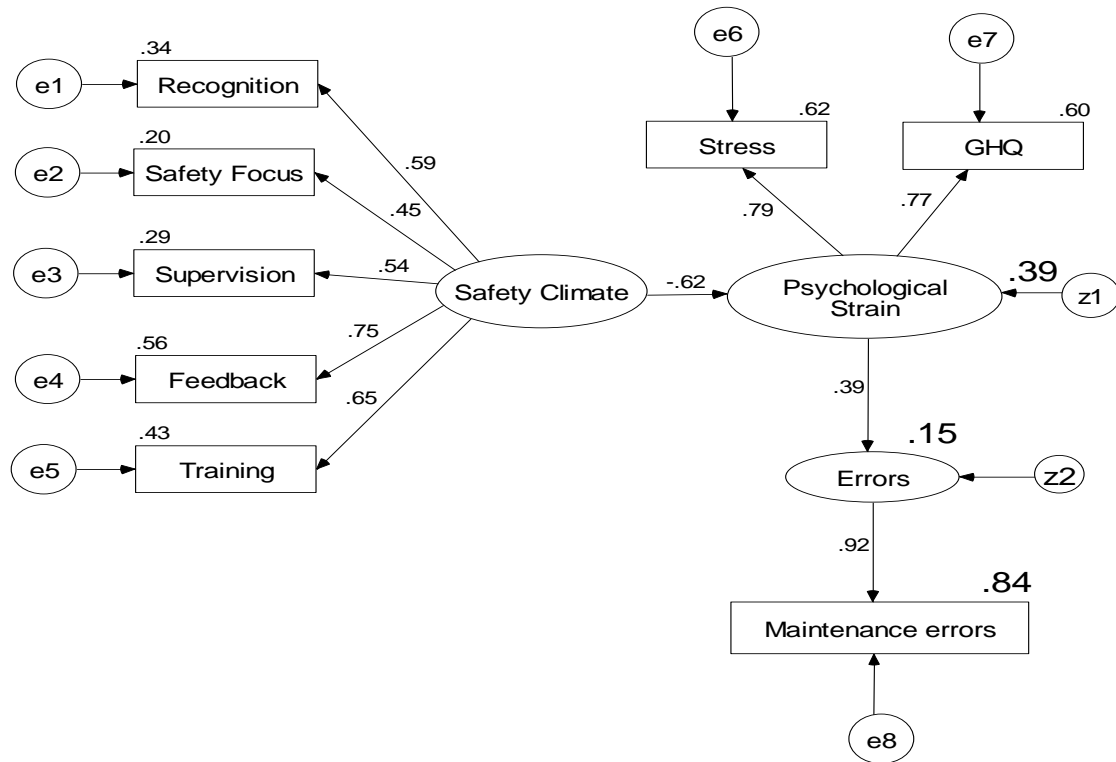 e1
.34
Recognition
.59
e2
.20
Safety Focus
.45
e3
.29
Supervision
.54
e4
.56
Feedback
.75
e5
.43
Training
.65
Safety Climate
-.62
e6
.62
Stress
.79
e7
.60
GHQ
.77
Psychological
Strain
.39
z1
.39
.15
Errors
z2
.92
.84
Maintenance errors
e8